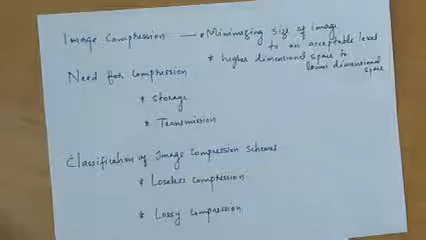 Image Compression — * Minimizing size of image
to an acceptable level
* higher dimensional space to
lower dimensional
space
Need for compression
* Storage
* Transmission
Classification of Image Compression Schemes
* Loseless compression
* Lossy compression